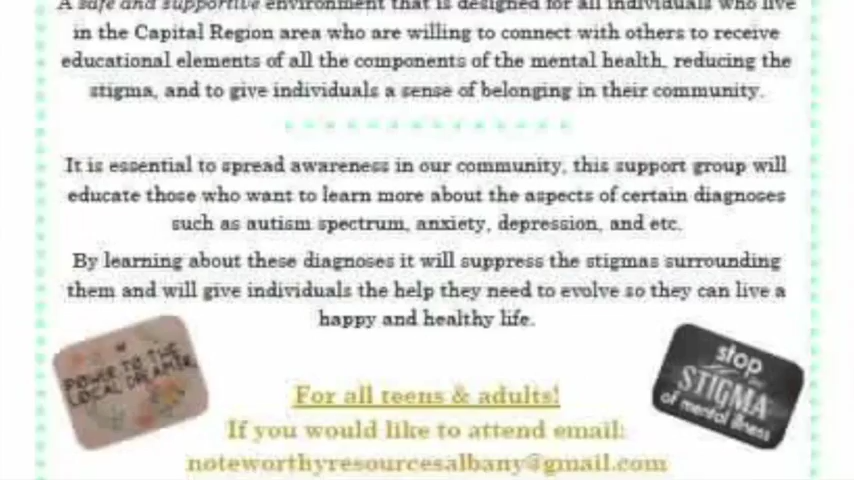 A safe and supportive environment that is designed for all individuals who live
in the Capital Region area who are willing to connect with others to receive
educational elements of all the components of the mental health, reducing the
stigma, and to give individuals a sense of belonging in their community.
It is essential to spread awareness in our community, this support group will
educate those who want to learn more about the aspects of certain diagnoses
such as autism spectrum, anxiety, depression, and etc.
By learning about these diagnoses it will suppress the stigmas surrounding
them and will give individuals the help they need to evolve so they can live a
happy and healthy life.
POWER TO THE
LOCAL DREAMER
stop
STIGMA
of mental illness
For all teens & adults!
If you would like to attend email:
noteworthyresourcesalbany@gmail.com